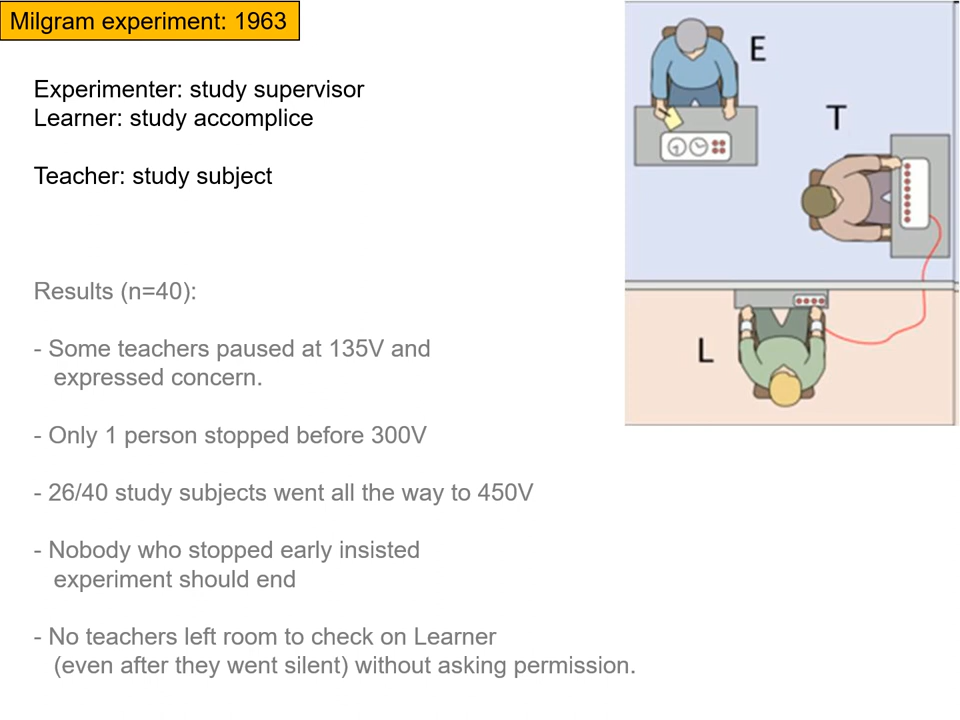 Milgram experiment: 1963
Experimenter: study supervisor
Learner: study accomplice
Teacher: study subject
E
T
L
Results (n=40):
- Some teachers paused at 135V and
expressed concern.
- Only 1 person stopped before 300V
- 26/40 study subjects went all the way to 450V
- Nobody who stopped early insisted
experiment should end
- No teachers left room to check on Learner
(even after they went silent) without asking permission.